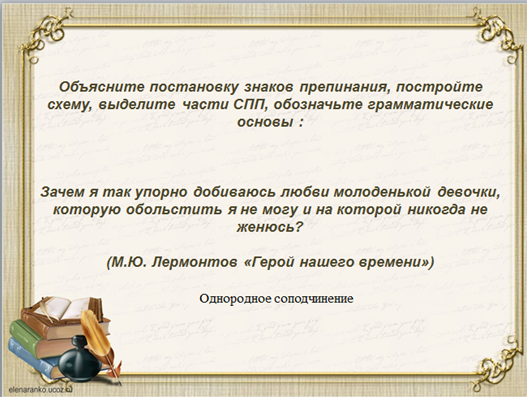 Объясните постановку знаков препинания, постройте
схему, выделите части СПП, обозначьте грамматические
основы :
Зачем я так упорно добиваюсь любви молоденькой девочки,
которую обольстить я не могу и на которой никогда не
женюсь?
(М.Ю. Лермонтов «Герой нашего времени»)
Однородное соподчинение
elenaranko.ucoz.ru